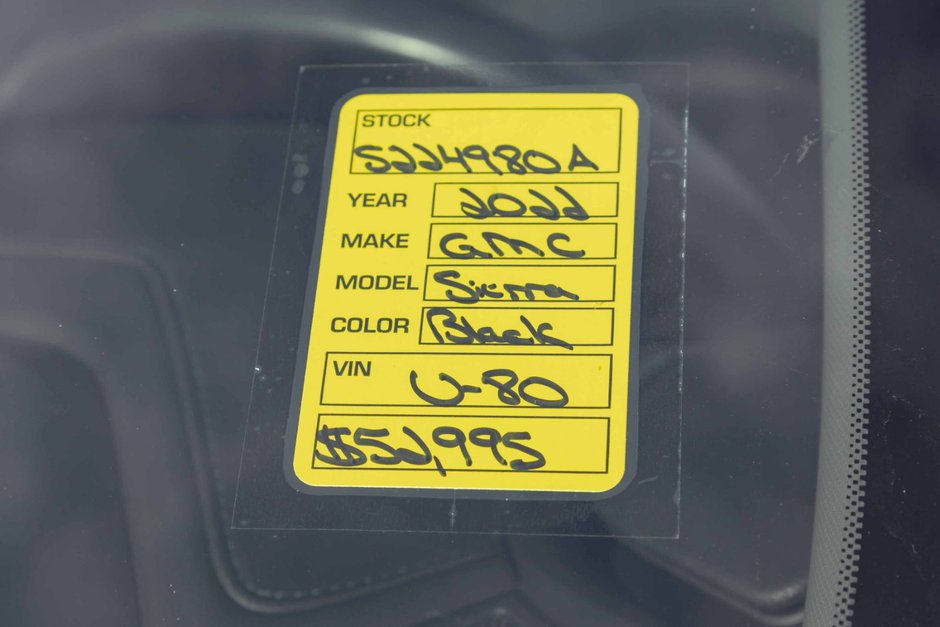 STOCK
S224980A
YEAR 2022
MAKE GMC
MODEL Sierra
COLOR Black
VIN U-80
$52,995